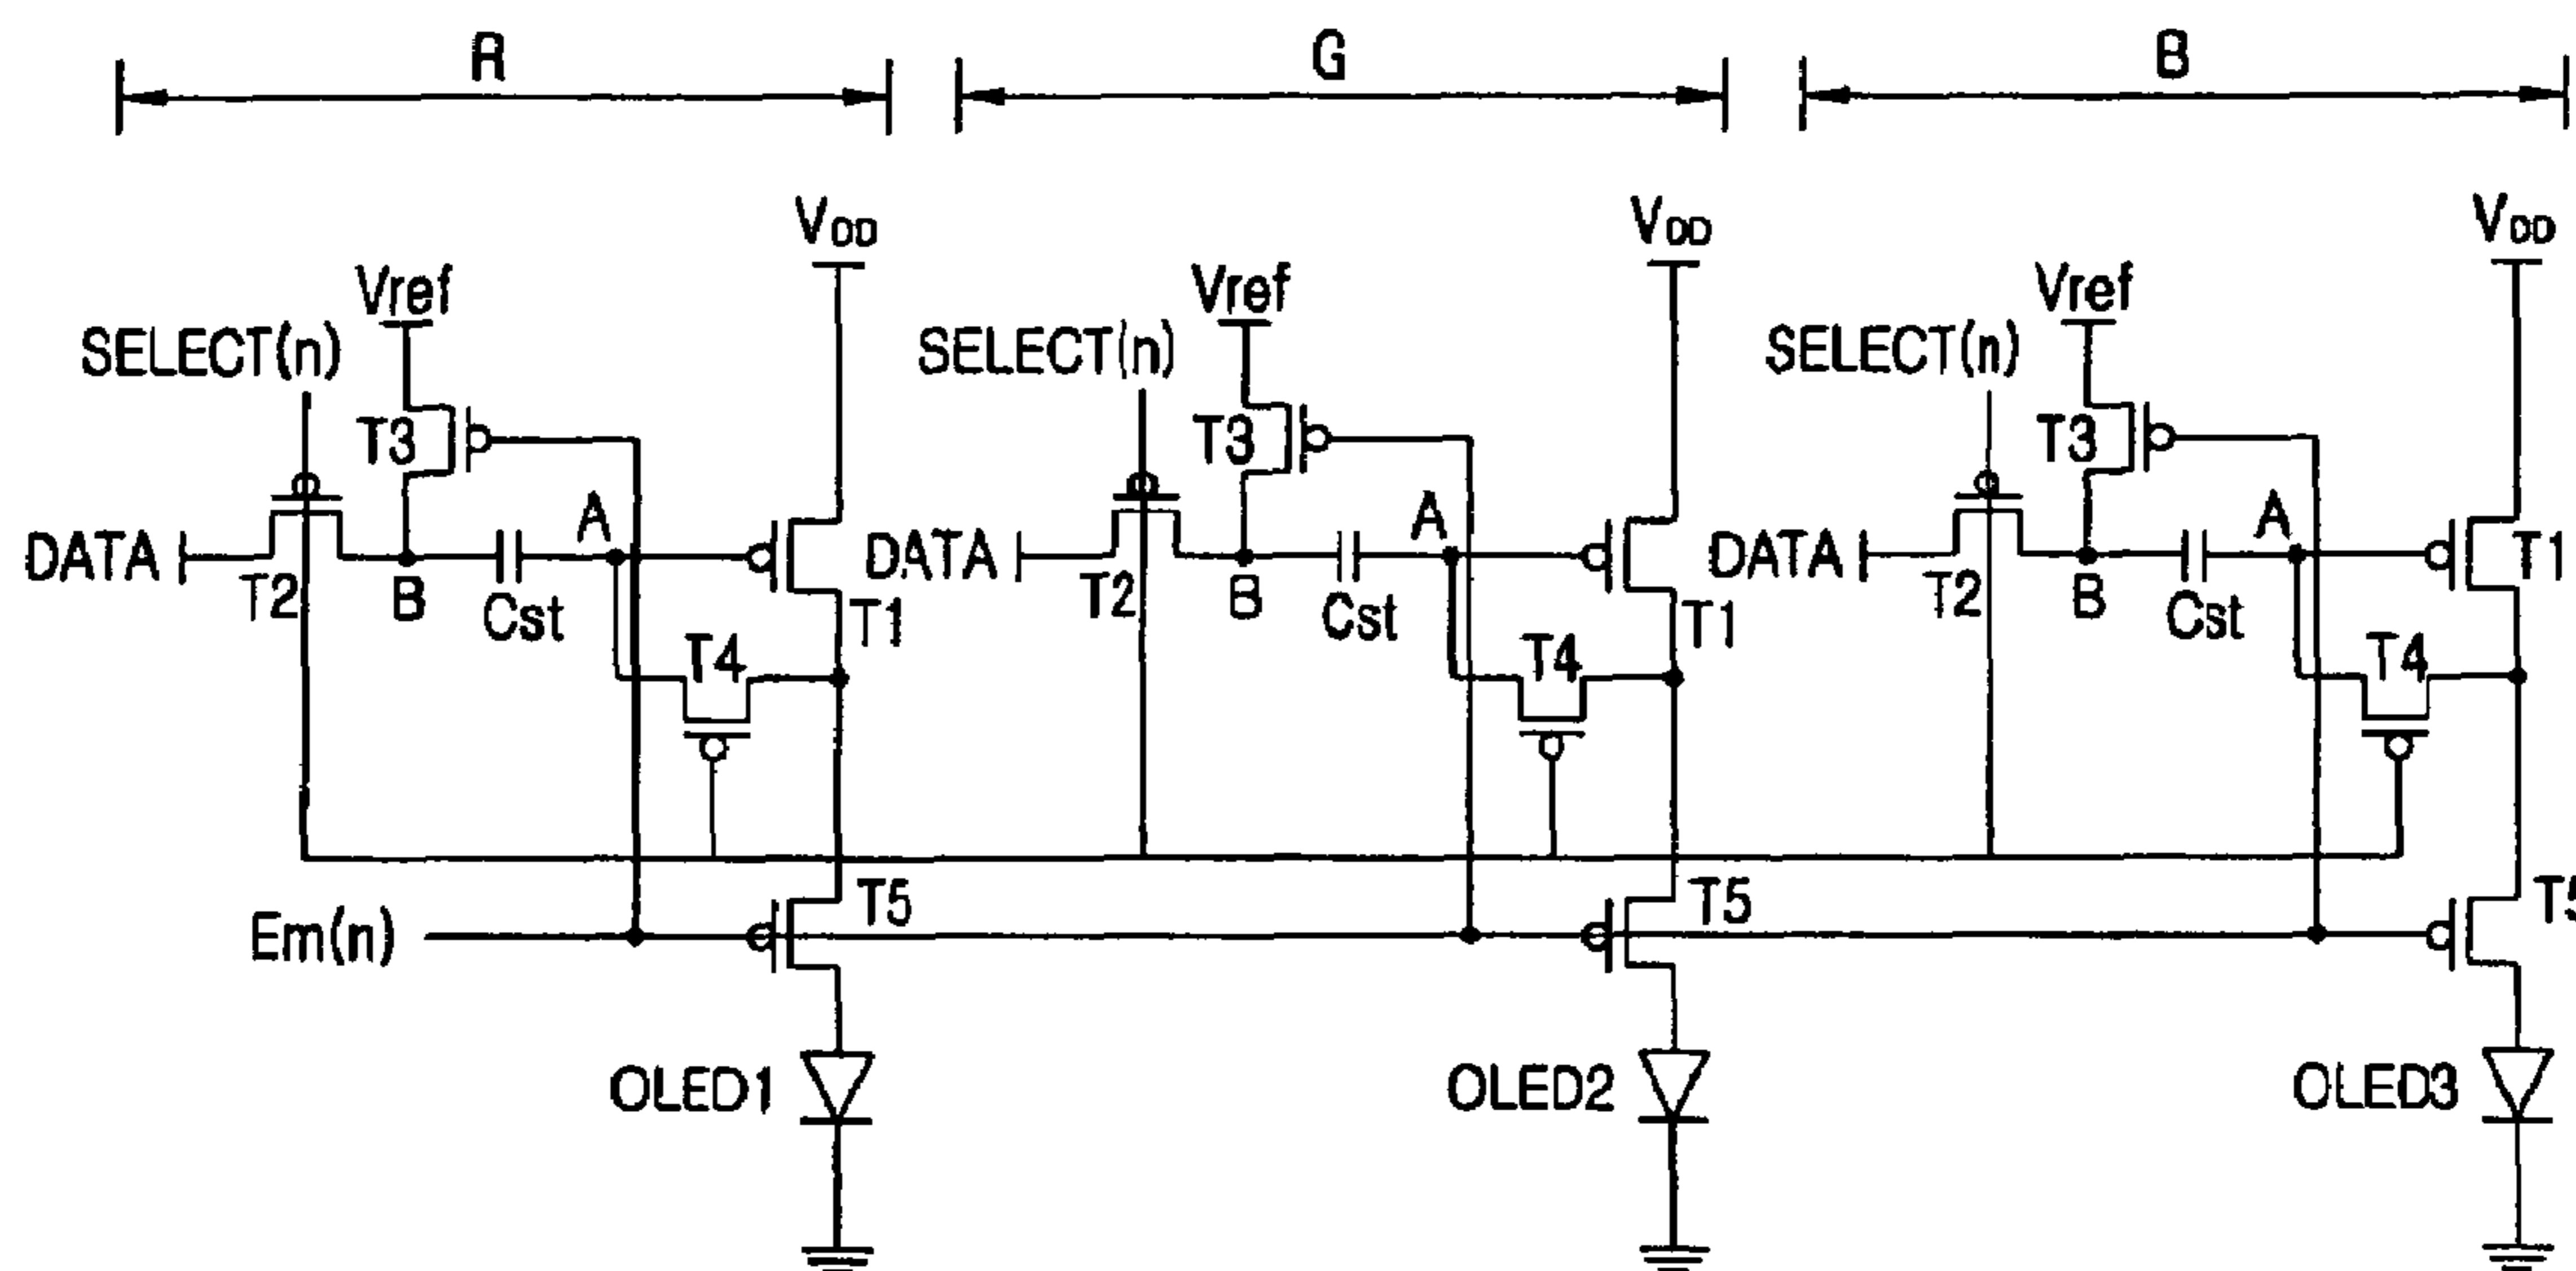 R G B
VDD VDD VDD
Vref Vref Vref
SELECT(n) SELECT(n) SELECT(n)
T3 T3 T3
A A A
DATA DATA DATA T1
T2 B Cst T1 T2 B Cst T1 T2 B Cst
T4 T4 T4
T5 T5 T5
Em(n)
OLED1 OLED2 OLED3